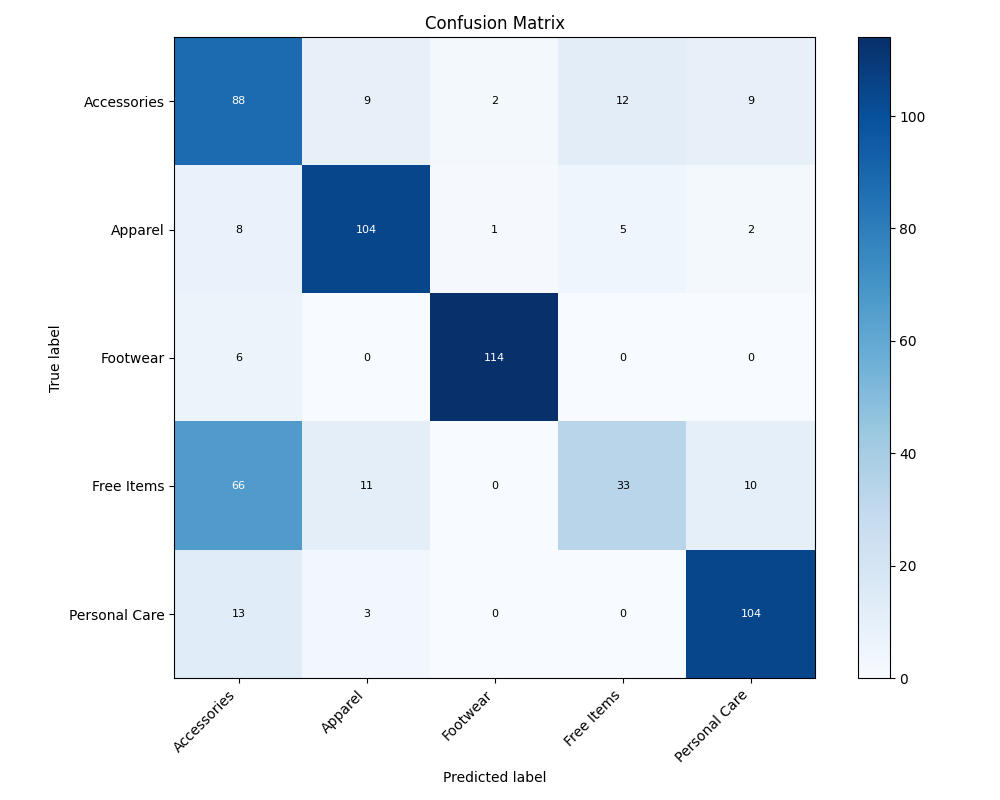 Confusion Matrix
Accessories 88 9 2 12 9
Apparel 8 104 1 5 2
Footwear 6 0 114 0 0
Free Items 66 11 0 33 10
Personal Care 13 3 0 0 104
Accessories Apparel Footwear Free Items Personal Care
True label
Predicted label
100
80
60
40
20
0